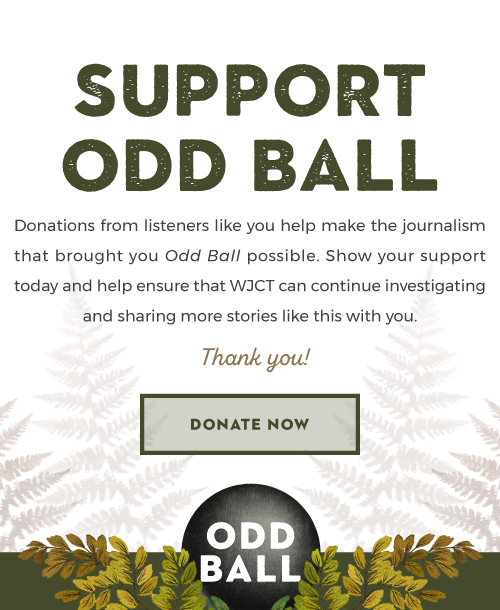 SUPPORT
ODD BALL
Donations from listeners like you help make the journalism
that brought you Odd Ball possible. Show your support
today and help ensure that WJCT can continue investigating
and sharing more stories like this with you.
Thank you!
DONATE NOW
ODD
BALL